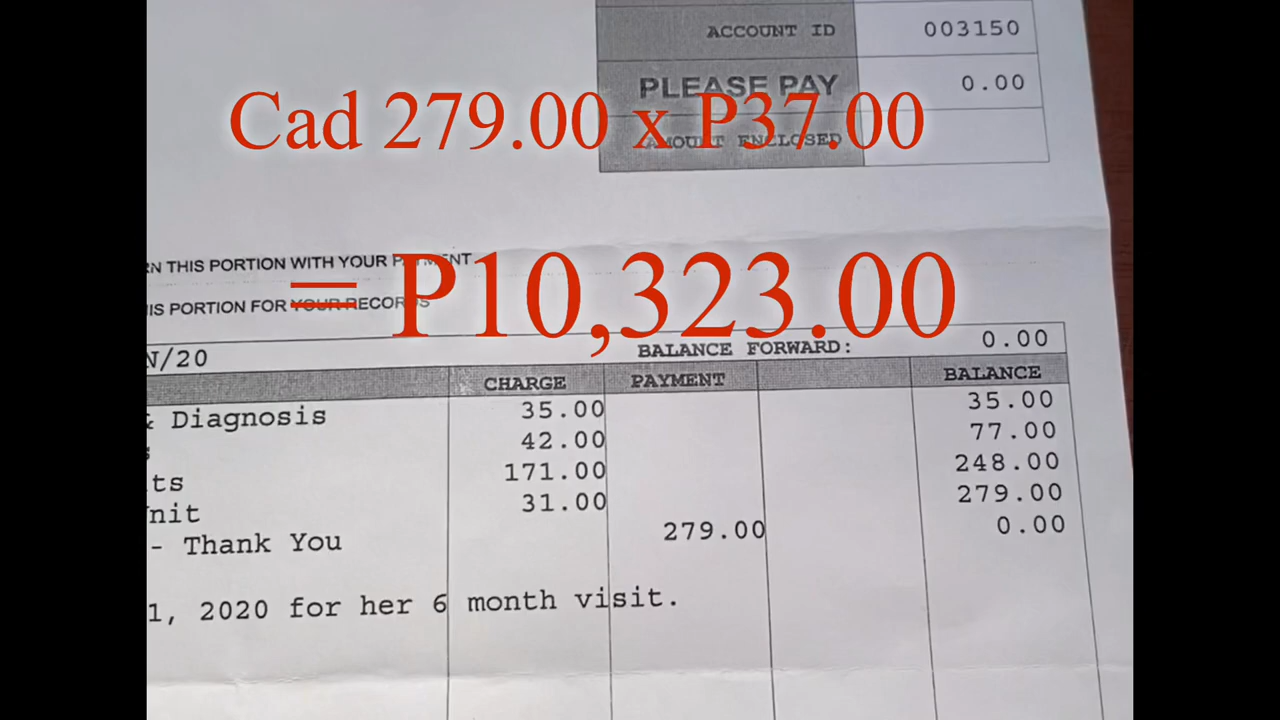 ACCOUNT ID 003150
PLEASE PAY 0.00
Cad 279.00 x P37.00
AMOUNT ENCLOSED
RN THIS PORTION WITH YOUR PAYMENT
= P10,323.00
IS PORTION FOR YOUR RECORDS
N/20 BALANCE FORWARD: 0.00
CHARGE PAYMENT BALANCE
& Diagnosis 35.00 35.00
s 42.00 77.00
ts 171.00 248.00
nit 31.00 279.00
- Thank You 279.00 0.00
1, 2020 for her 6 month visit.